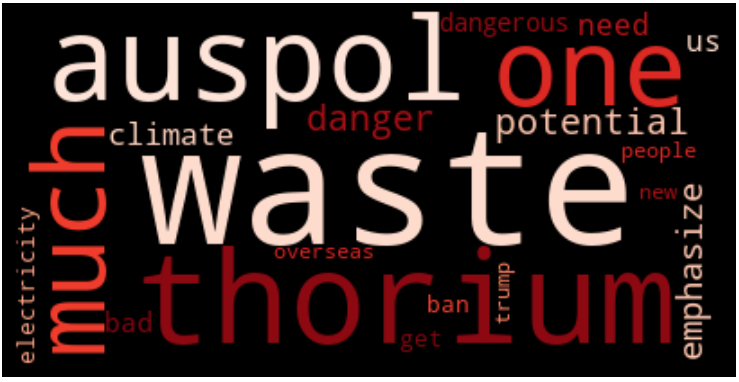 dangerous need
auspol one us
danger potential
climate people
much waste new
electricity emphasize
overseas
thorium trump
bad ban
get